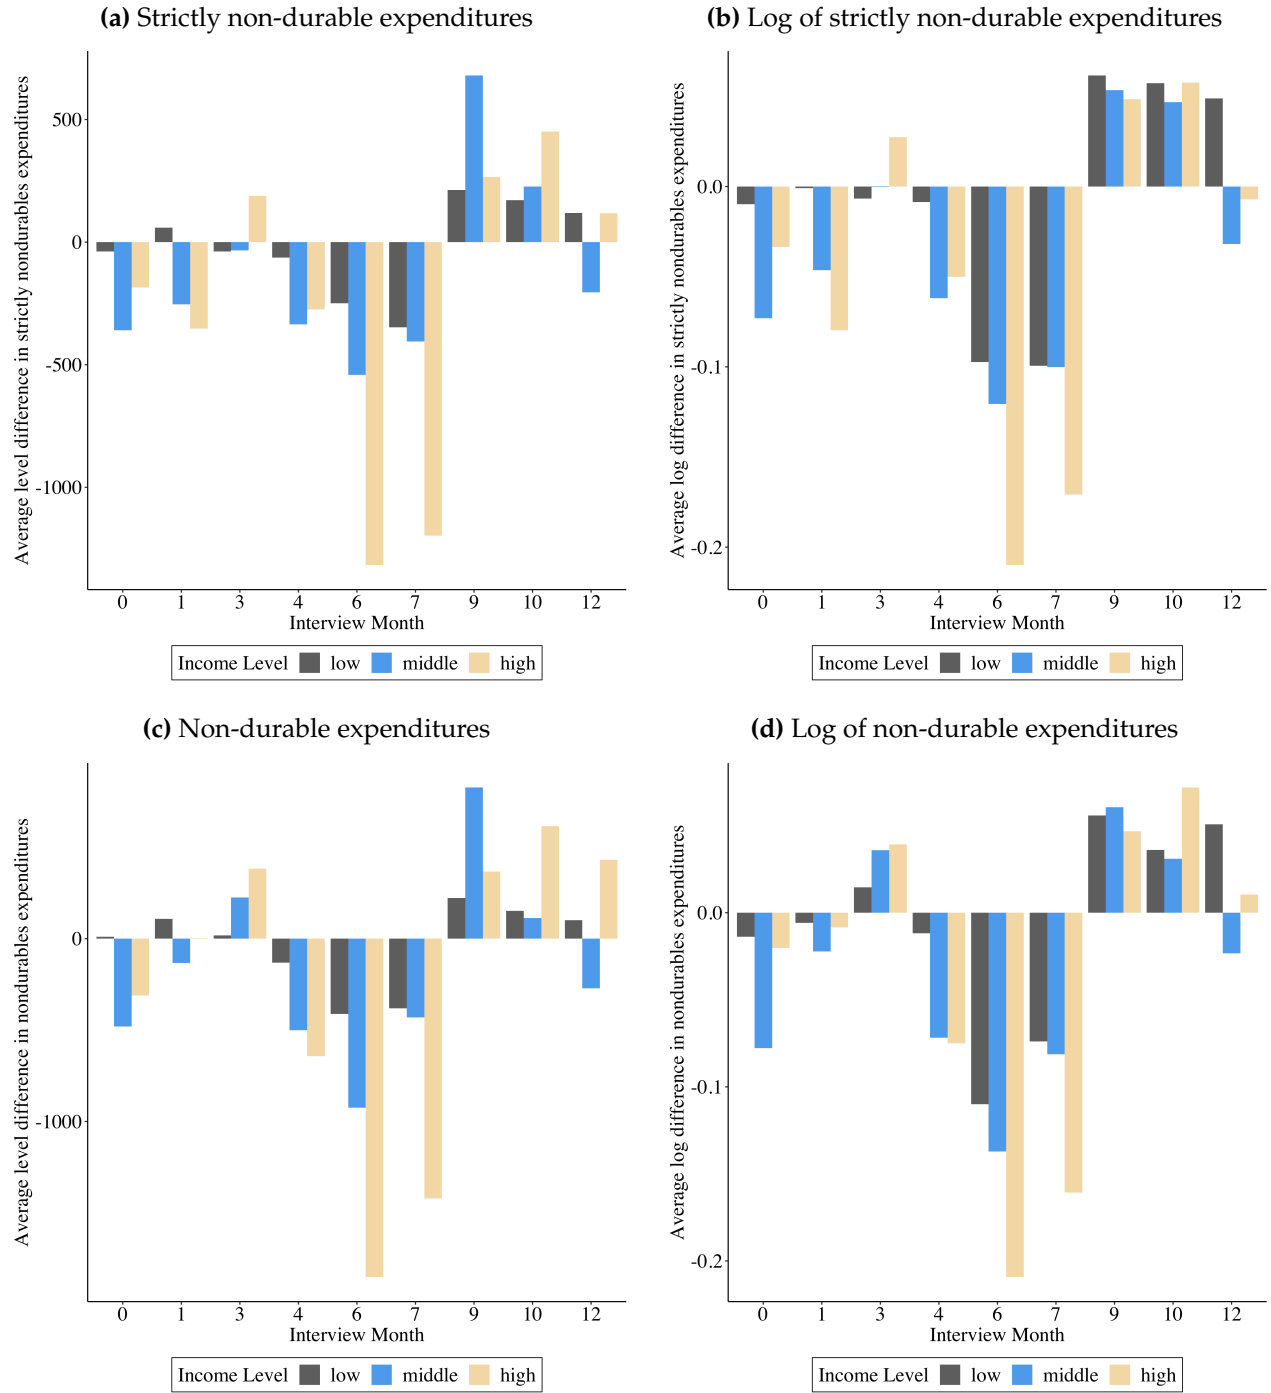 (a) Strictly non-durable expenditures
Average level difference in strictly nondurables expenditures
500
0
-500
-1000
0 1 3 4 6 7 9 10 12
Interview Month
Income Level low middle high
(b) Log of strictly non-durable expenditures
Average log difference in strictly nondurables expenditures
0.0
-0.1
-0.2
0 1 3 4 6 7 9 10 12
Interview Month
Income Level low middle high
(c) Non-durable expenditures
Average level difference in nondurables expenditures
0
-1000
0 1 3 4 6 7 9 10 12
Interview Month
Income Level low middle high
(d) Log of non-durable expenditures
Average log difference in nondurables expenditures
0.0
-0.1
-0.2
0 1 3 4 6 7 9 10 12
Interview Month
Income Level low middle high